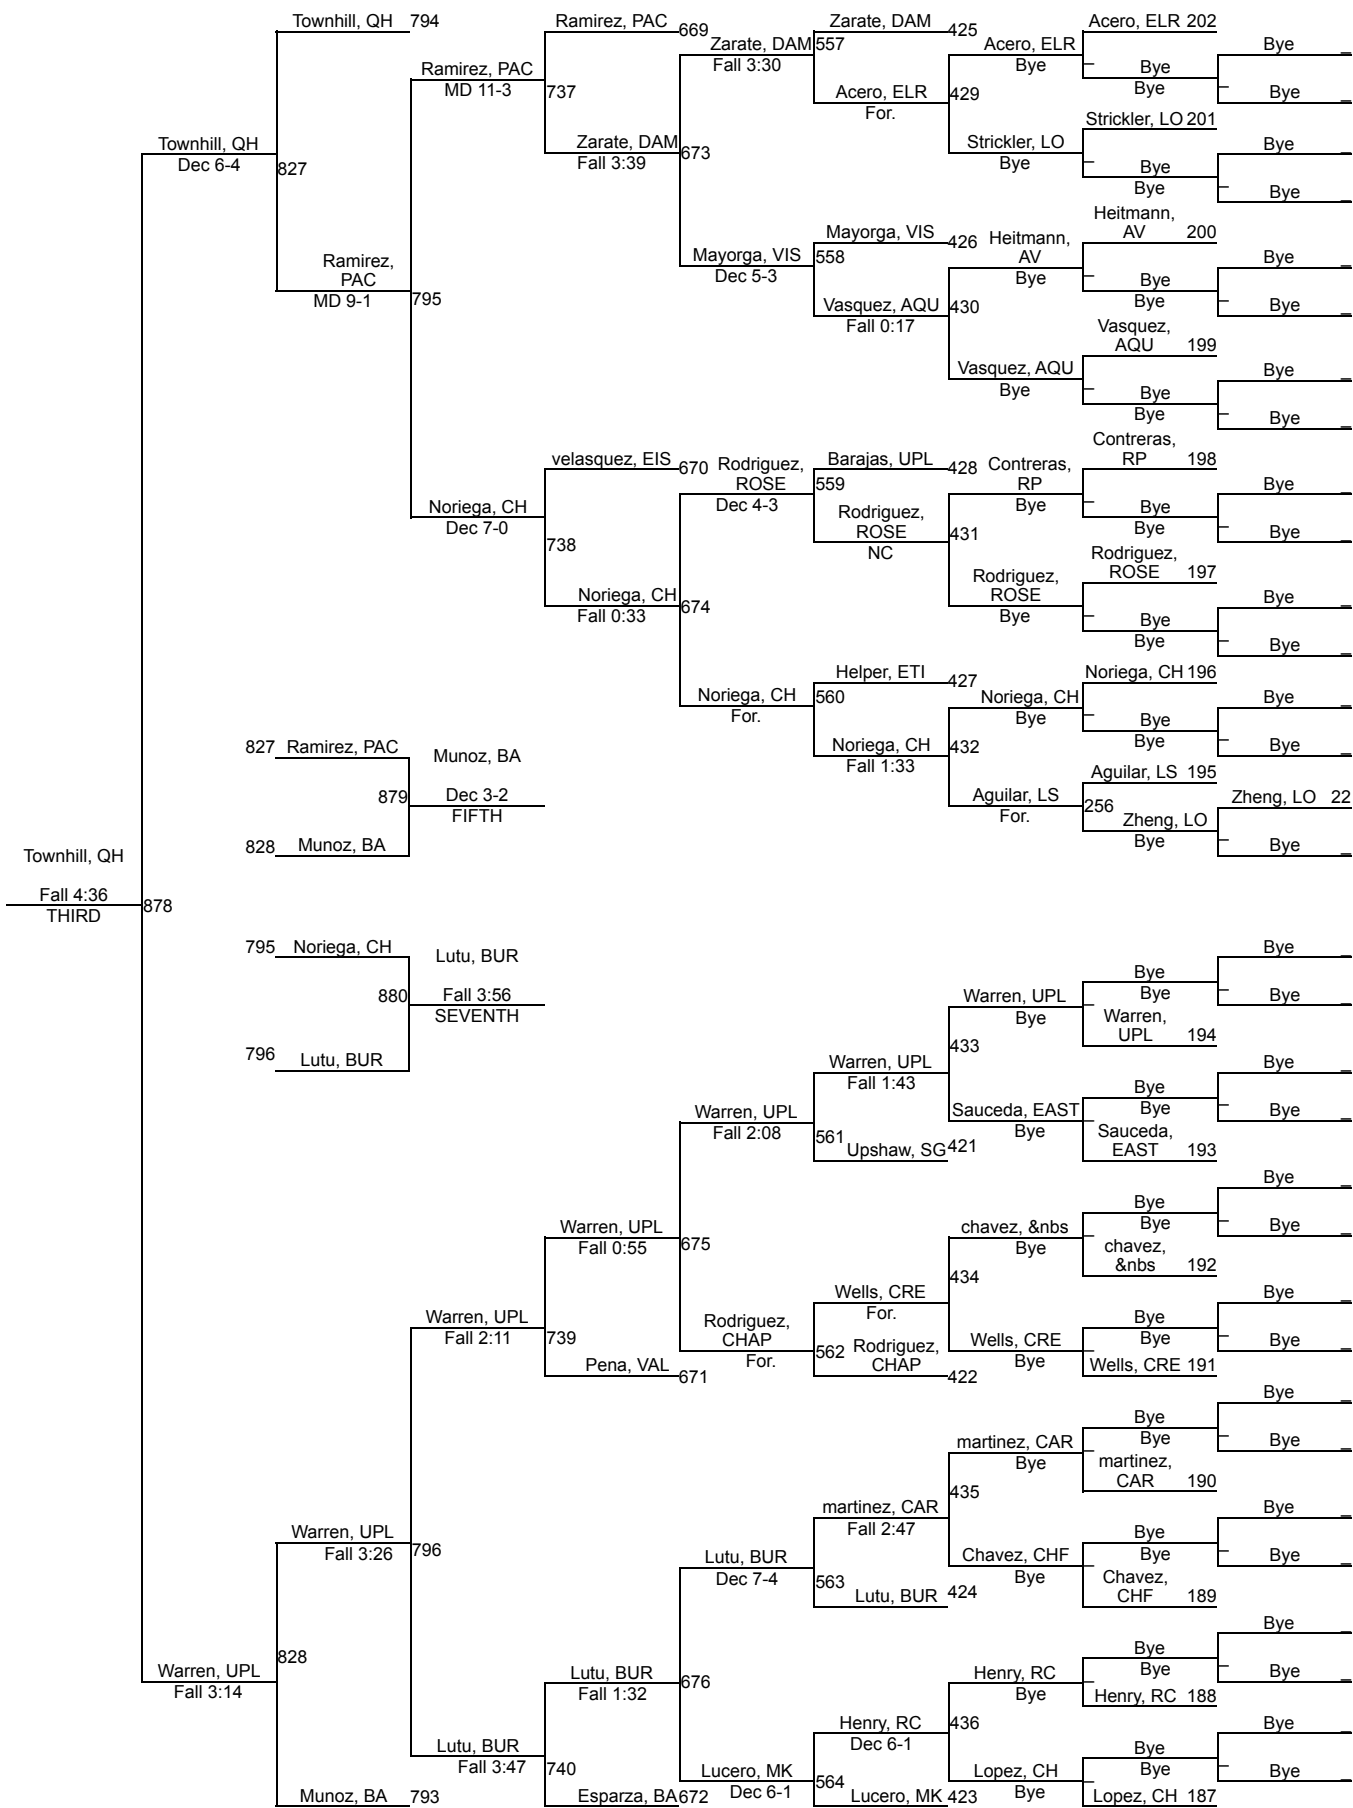 Townhill, QH 794
Ramirez, PAC 669
Zarate, DAM 425
Acero, ELR 202
Bye _
Zarate, DAM 557
Acero, ELR
Fall 3:30
Bye
Ramirez, PAC
Bye
MD 11-3
737
Acero, ELR 429
Bye
Bye _
For.
Strickler, LO 201
Townhill, QH
Zarate, DAM 673
Strickler, LO
Bye _
Dec 6-4
827
Fall 3:39
Bye
Bye
Bye
Bye _
Heitmann,
AV 200
Mayorga, VIS 426
Heitmann,
AV
Mayorga, VIS 558
Bye _
Dec 5-3
Bye
Ramirez,
PAC
Bye
MD 9-1
795
Vasquez, AQU 430
Bye
Bye _
Fall 0:17
Vasquez,
AQU 199
Vasquez, AQU
Bye _
Bye
Bye
Bye
Bye _
Contreras,
RP 198
velasquez, EIS 670
Rodriguez,
ROSE
Barajas, UPL 428
Contreras,
RP
Dec 4-3
559
Bye
Bye _
Noriega, CH
Rodriguez,
ROSE
Bye
Dec 7-0
738
NC
431
Bye
Bye _
Rodriguez,
ROSE 197
Noriega, CH 674
Rodriguez,
ROSE
Bye _
Fall 0:33
Bye
Bye
Bye
Bye _
Helper, ETI 427
Noriega, CH 196
Noriega, CH 560
Noriega, CH
Bye _
For.
Bye
Bye
827 Ramirez, PAC
Munoz, BA
Noriega, CH 432
Bye
Bye _
Fall 1:33
Aguilar, LS 195
879
Dec 3-2
Aguilar, LS
256
Zheng, LO 22
FIFTH
For.
Zheng, LO
828 Munoz, BA
Bye
Bye _
Townhill, QH
Fall 4:36
THIRD
878
795 Noriega, CH
Lutu, BUR
Bye _
Bye
880
Fall 3:56
Warren, UPL
Bye
Bye _
SEVENTH
Bye
Warren,
UPL 194
796 Lutu, BUR
433
Warren, UPL
Bye _
Fall 1:43
Bye
Warren, UPL
Sauceda, EAST
Bye
Bye _
Fall 2:08
561
Bye
Sauceda,
EAST 193
Upshaw, SG 421
Bye _
Bye
Warren, UPL
chavez, &nbs
Bye
Bye _
Fall 0:55
675
Bye
chavez,
&nbs 192
434
Wells, CRE
Bye _
For.
Warren, UPL
Rodriguez,
CHAP
Bye
Fall 2:11
739
For.
562
Rodriguez,
CHAP
Wells, CRE
Bye
Bye _
Pena, VAL 671
422
Bye
Wells, CRE 191
Bye _
Bye
martinez, CAR
Bye
Bye _
Bye
martinez,
CAR 190
435
martinez, CAR
Bye _
Fall 2:47
Warren, UPL
Bye
Fall 3:26
796
Lutu, BUR
Chavez, CHF
Bye
Bye _
Dec 7-4
563
Bye
Chavez,
CHF 189
Lutu, BUR 424
Bye _
828
Bye
Warren, UPL
Lutu, BUR
676
Henry, RC
Bye
Bye _
Fall 3:14
Fall 1:32
Bye
Henry, RC 188
Henry, RC 436
Bye _
Dec 6-1
Lutu, BUR
Bye
Fall 3:47
740
Lucero, MK
564
Lopez, CH
Bye
Bye _
Dec 6-1
Bye
Munoz, BA 793
Esparza, BA 672
Lucero, MK 423
Lopez, CH 187